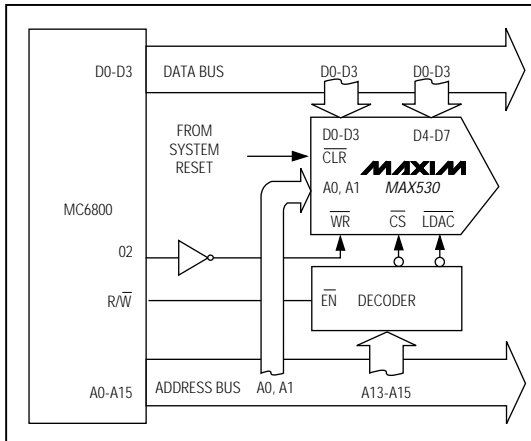 D0-D3 DATA BUS D0-D3 D0-D3
D0-D3 D4-D7
FROM
SYSTEM
RESET
CLR
MAXIM
MAX530
A0, A1
MC6800
WR CS LDAC
02
R/W
EN DECODER
A0-A15 ADDRESS BUS A0, A1 A13-A15